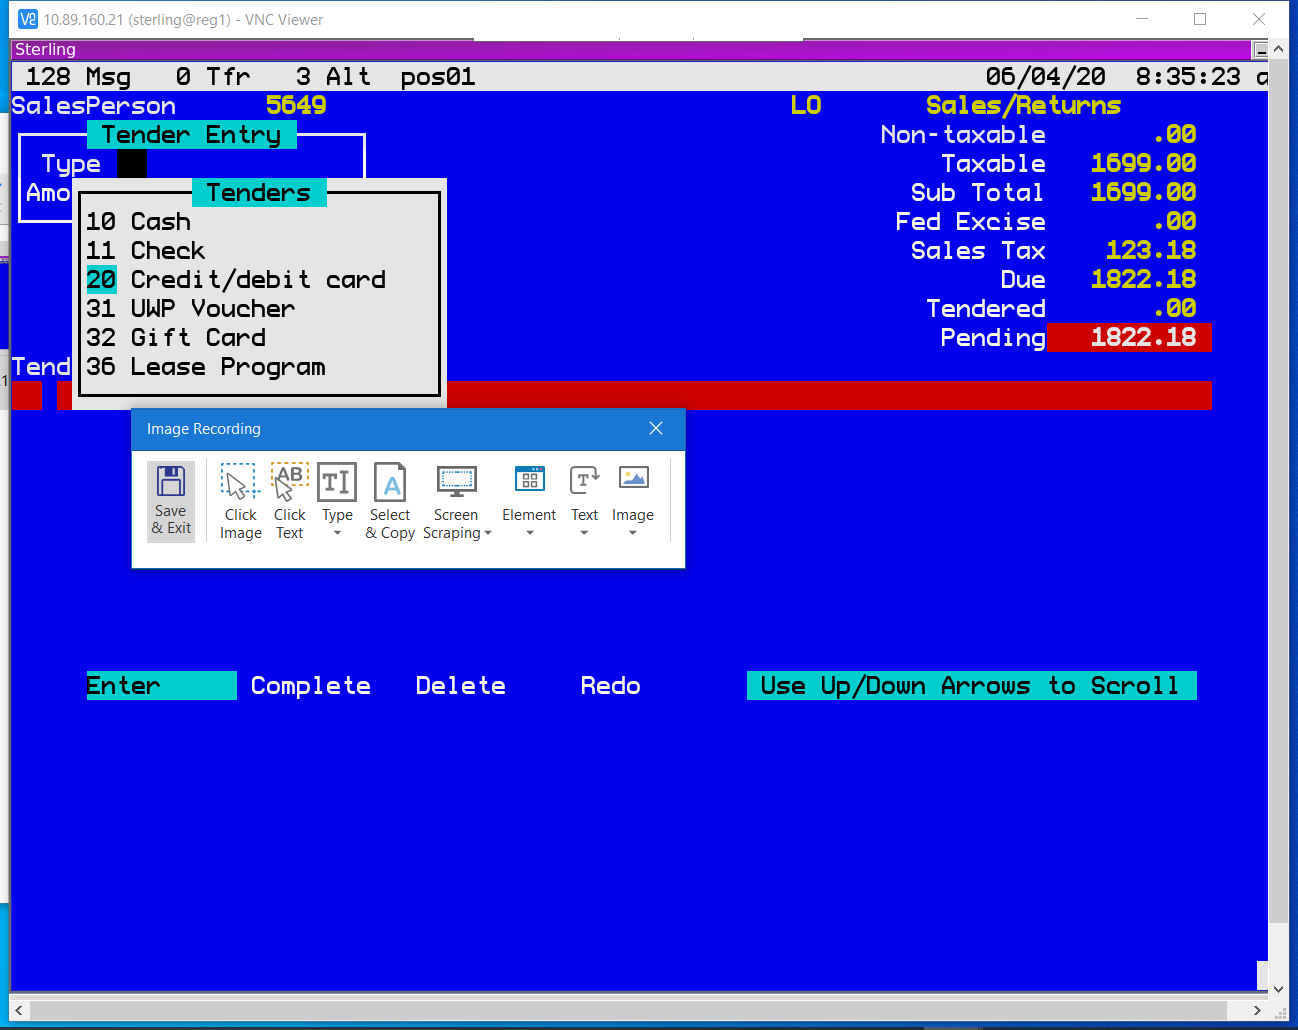 10.89.160.21 (sterling@reg1) - VNC Viewer
Sterling
128 Msg 0 Tfr 3 Alt pos01 06/04/20 8:35:23 a
SalesPerson 5649 LO Sales/Returns
Tender Entry
Type
Amo
Tenders
10 Cash
11 Check
20 Credit/debit card
31 UWP Voucher
32 Gift Card
36 Lease Program
Non-taxable .00
Taxable 1699.00
Sub Total 1699.00
Fed Excise .00
Sales Tax 123.18
Due 1822.18
Tendered .00
Pending 1822.18
Tend
Image Recording
Save
& Exit
Click
Image
AB
Click
Text
TI
Type
A
Select
& Copy
Screen
Scraping
Element
T
Text
Image
Enter Complete Delete Redo Use Up/Down Arrows to Scroll